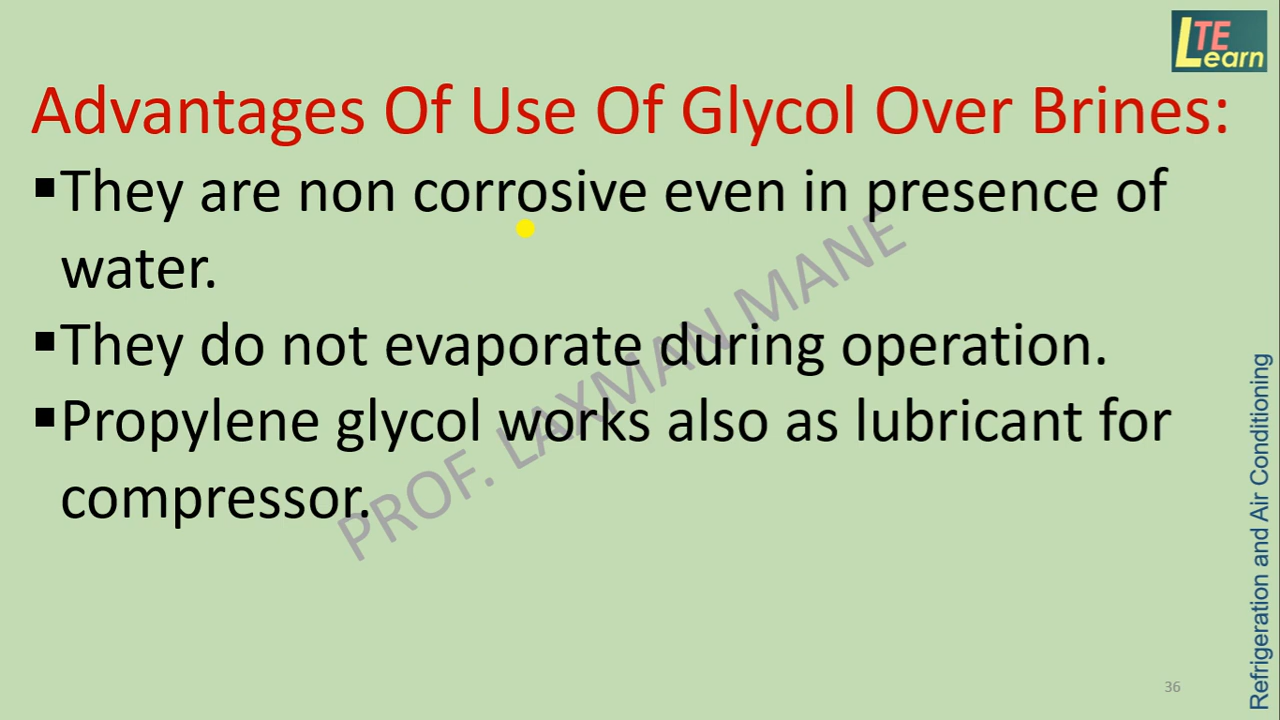 LTE
Learn
Advantages Of Use Of Glycol Over Brines:
▪They are non corrosive even in presence of
water.
▪They do not evaporate during operation.
▪Propylene glycol works also as lubricant for
compressor.
PROF. LAXMAN MANE
Refrigeration and Air Conditioning
36